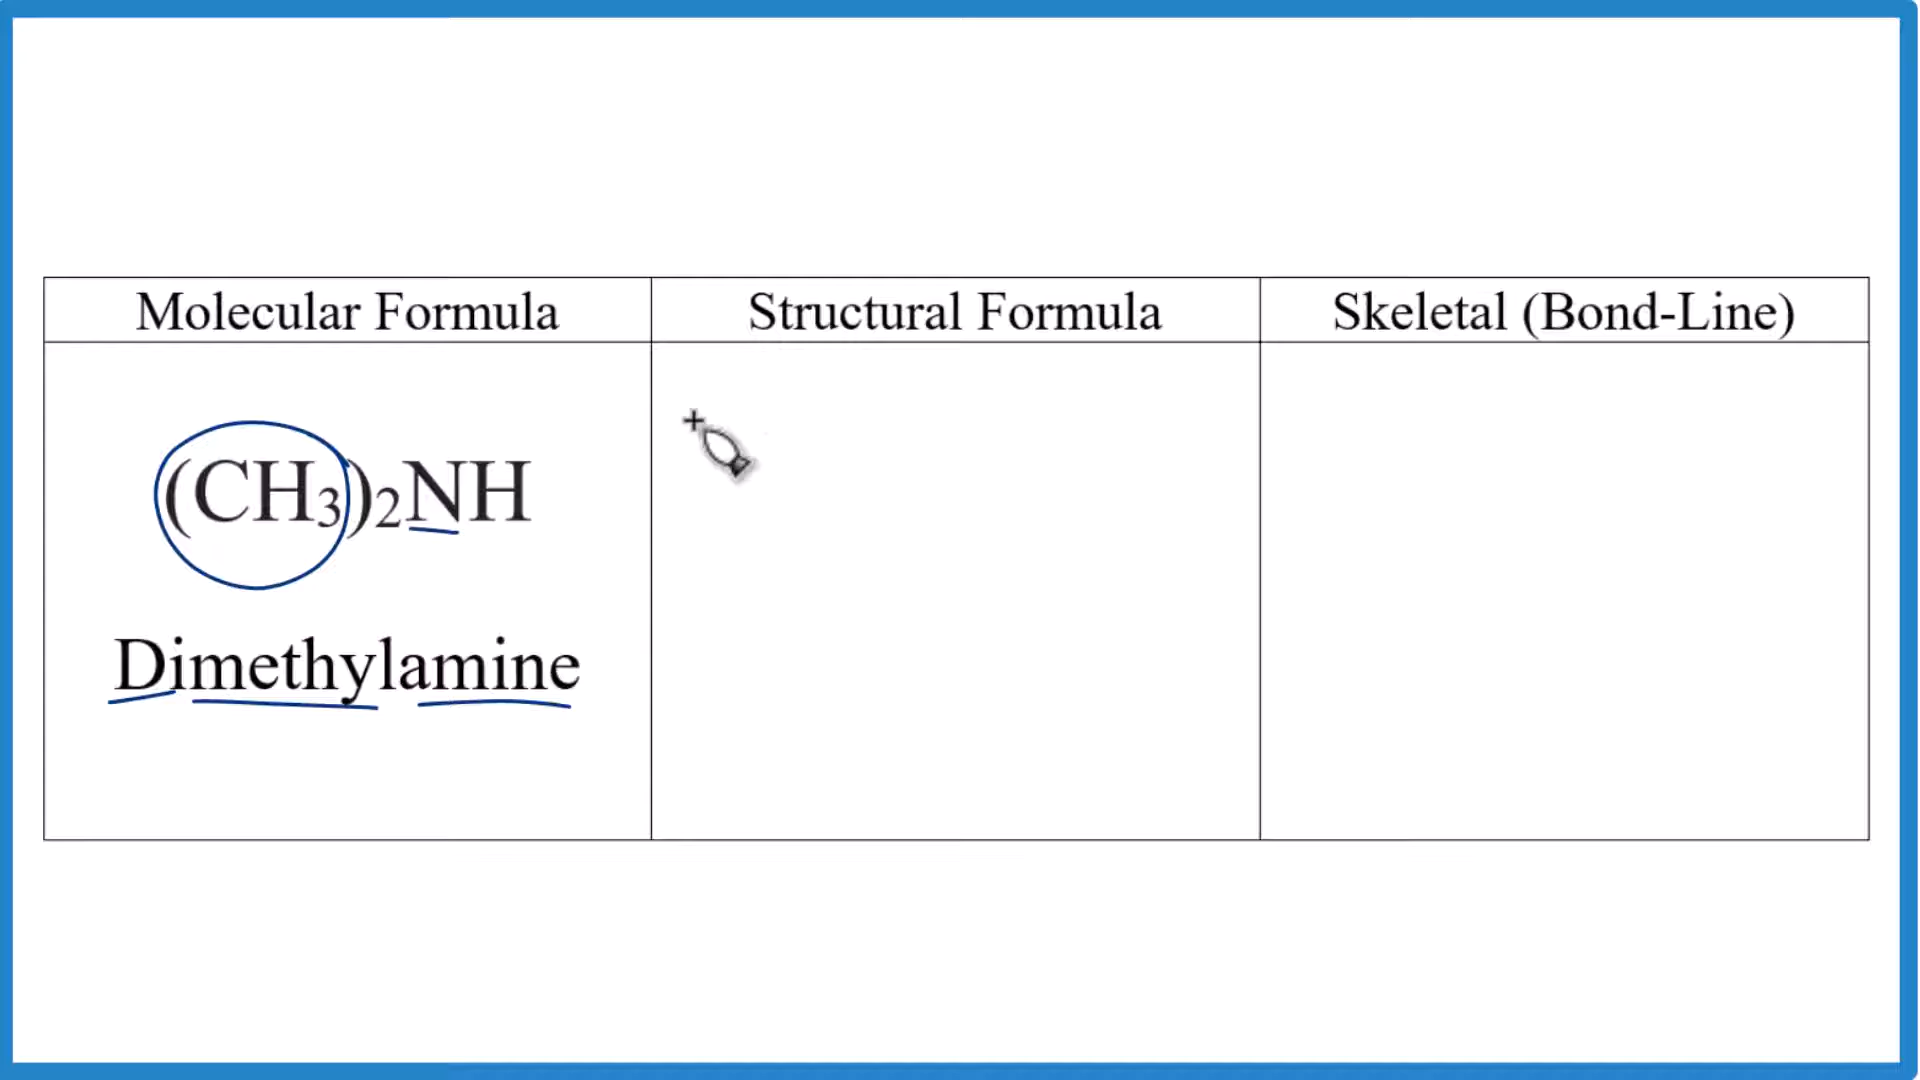 Molecular Formula
Structural Formula
Skeletal (Bond-Line)
(CH₃)₂NH
Dimethylamine